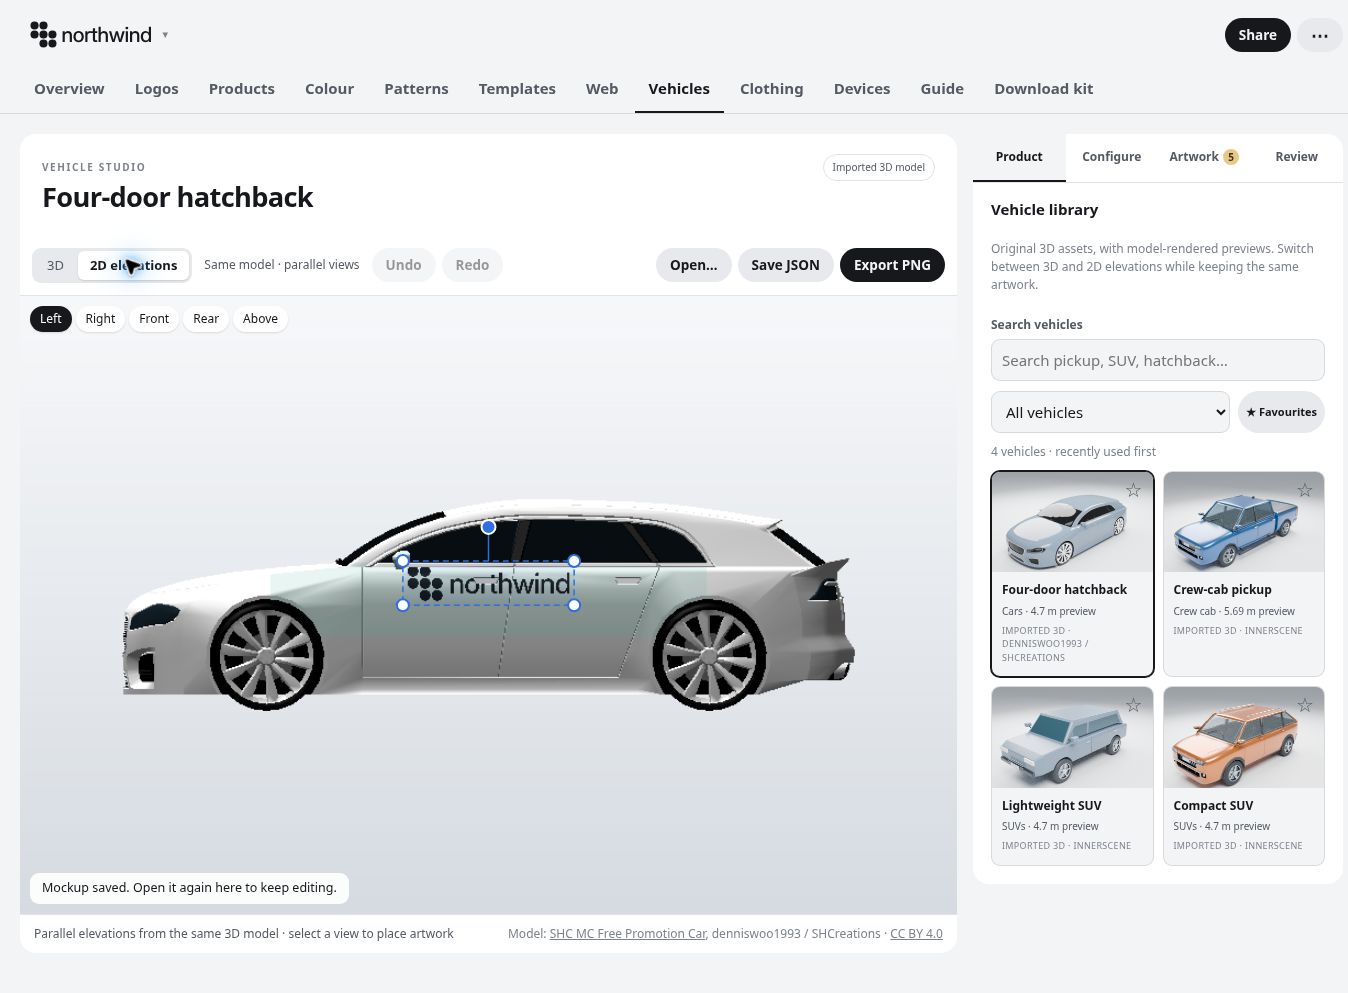 northwind
Share
Overview
Logos
Products
Colour
Patterns
Templates
Web
Vehicles
Clothing
Devices
Guide
Download kit
VEHICLE STUDIO
Imported 3D model
Four-door hatchback
3D
2D elevations
Same model · parallel views
Undo
Redo
Open...
Save JSON
Export PNG
Left
Right
Front
Rear
Above
northwind
Mockup saved. Open it again here to keep editing.
Parallel elevations from the same 3D model · select a view to place artwork
Model: SHC MC Free Promotion Car, denniswoo1993 / SHCreations · CC BY 4.0
Product
Configure
Artwork 5
Review
Vehicle library
Original 3D assets, with model-rendered previews. Switch
between 3D and 2D elevations while keeping the same
artwork.
Search vehicles
Search pickup, SUV, hatchback...
All vehicles
★ Favourites
4 vehicles · recently used first
Four-door hatchback
Cars · 4.7 m preview
IMPORTED 3D ·
DENNISWOO1993 /
SHCREATIONS
Crew-cab pickup
Crew cab · 5.69 m preview
IMPORTED 3D · INNERSCENE
Lightweight SUV
SUVs · 4.7 m preview
IMPORTED 3D · INNERSCENE
Compact SUV
SUVs · 4.7 m preview
IMPORTED 3D · INNERSCENE